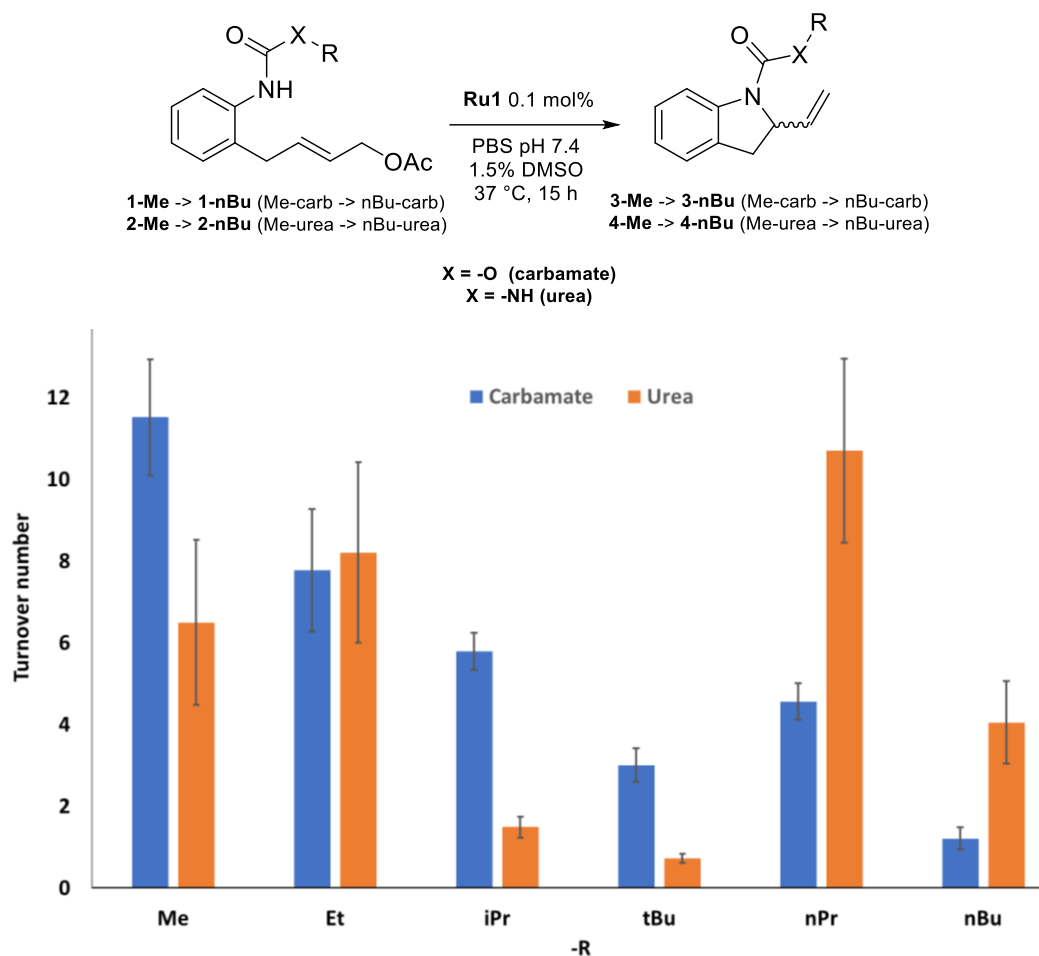 O
X
R
NH
OAc
Ru1 0.1 mol%
PBS pH 7.4
1.5% DMSO
37 °C, 15 h
R
O
X
N
1-Me -> 1-nBu (Me-carb -> nBu-carb)
2-Me -> 2-nBu (Me-urea -> nBu-urea)
3-Me -> 3-nBu (Me-carb -> nBu-carb)
4-Me -> 4-nBu (Me-urea -> nBu-urea)
X = -O (carbamate)
X = -NH (urea)
Carbamate Urea
Turnover number
12
10
8
6
4
2
0
Me Et iPr tBu nPr nBu
-R